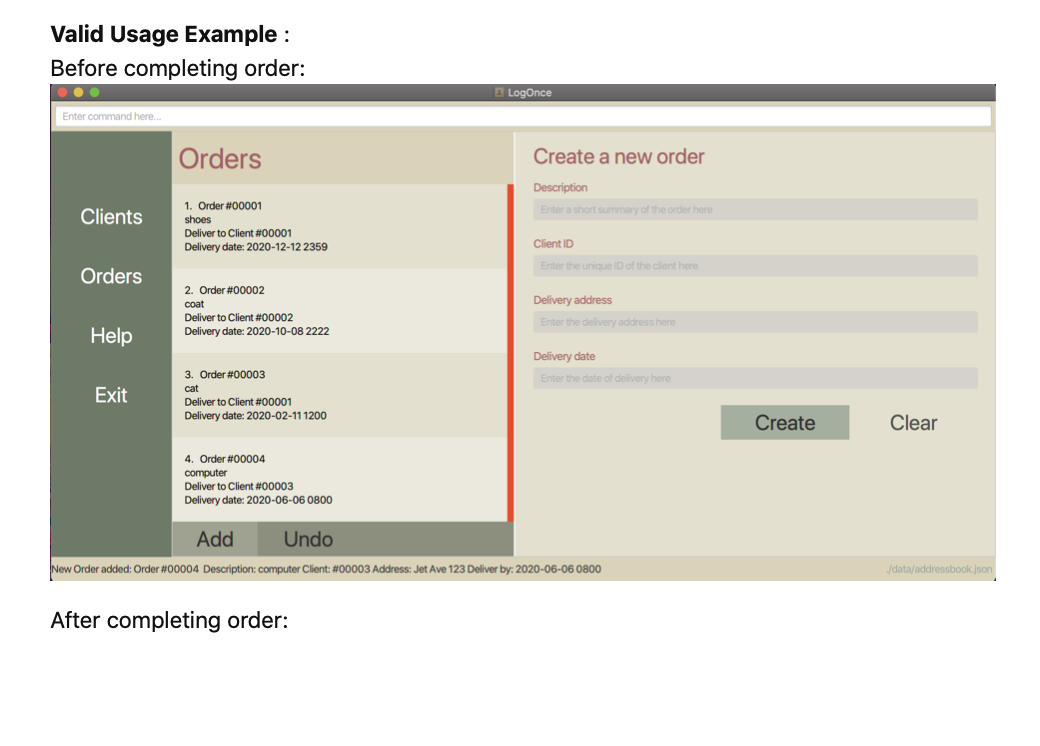 Valid Usage Example :
Before completing order:
LogOnce
Enter command here...
Clients
Orders
Help
Exit
Orders
1. Order #00001
shoes
Deliver to Client #00001
Delivery date: 2020-12-12 2359
2. Order #00002
coat
Deliver to Client #00002
Delivery date: 2020-10-08 2222
3. Order #00003
cat
Deliver to Client #00001
Delivery date: 2020-02-11 1200
4. Order #00004
computer
Deliver to Client #00003
Delivery date: 2020-06-06 0800
Add Undo
Create a new order
Description
Enter a short summary of the order here
Client ID
Enter the unique ID of the client here
Delivery address
Enter the delivery address here
Delivery date
Enter the date of delivery here
Create Clear
New Order added: Order #00004 Description: computer Client: #00003 Address: Jet Ave 123 Deliver by: 2020-06-06 0800
./data/addressbook.json
After completing order: